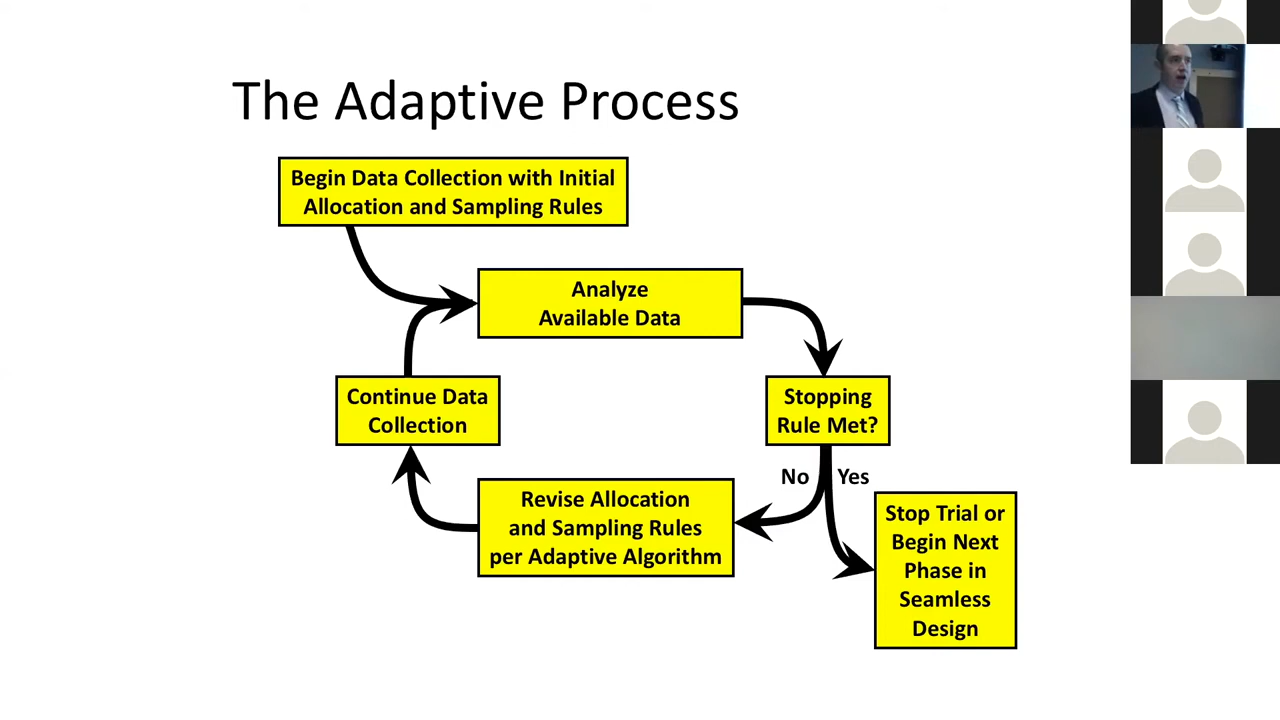 The Adaptive Process
Begin Data Collection with Initial
Allocation and Sampling Rules
Analyze
Available Data
Continue Data
Collection
Stopping
Rule Met?
No
Yes
Revise Allocation
and Sampling Rules
per Adaptive Algorithm
Stop Trial or
Begin Next
Phase in
Seamless
Design